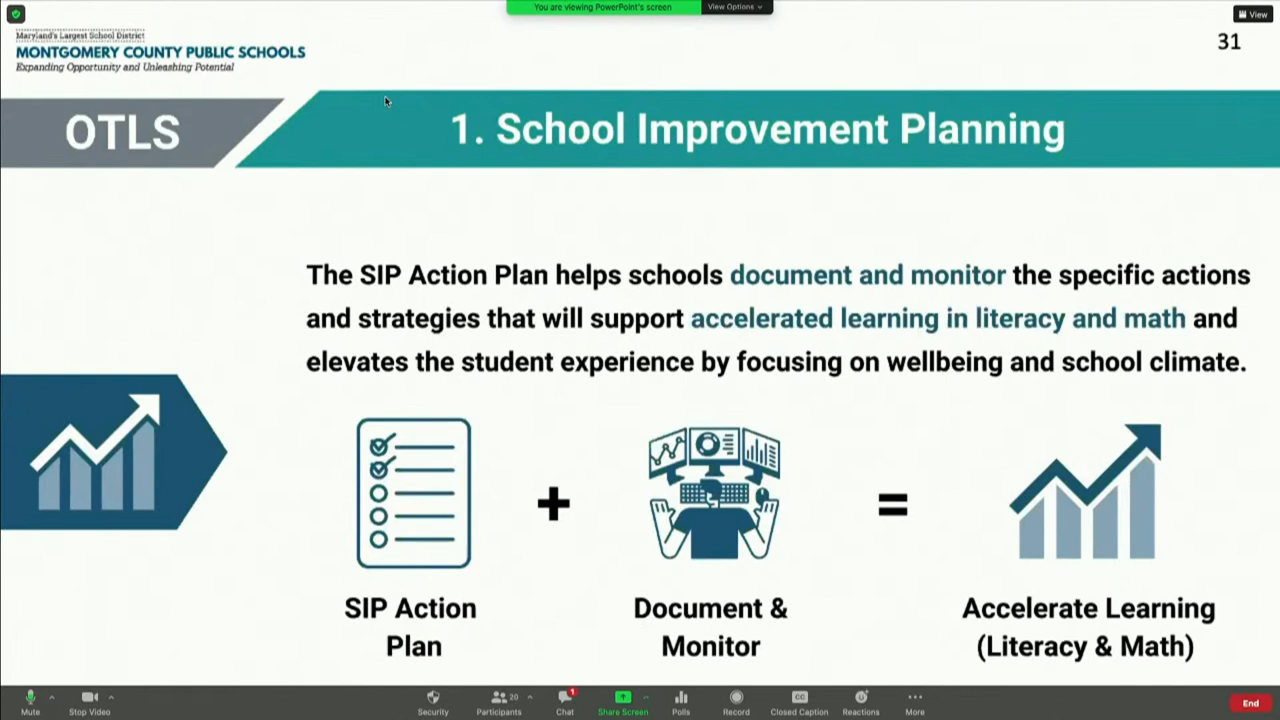 You are viewing PowerPoint's screen
View Options
View
Maryland's Largest School District
MONTGOMERY COUNTY PUBLIC SCHOOLS
Expanding Opportunity and Unleashing Potential
31
OTLS
1. School Improvement Planning
The SIP Action Plan helps schools document and monitor the specific actions
and strategies that will support accelerated learning in literacy and math and
elevates the student experience by focusing on wellbeing and school climate.
+
=
SIP Action
Plan
Document &
Monitor
Accelerate Learning
(Literacy & Math)
20
1
CC
Mute
Stop Video
Security
Participants
Chat
Share Screen
Polls
Record
Closed Caption
Reactions
More
End